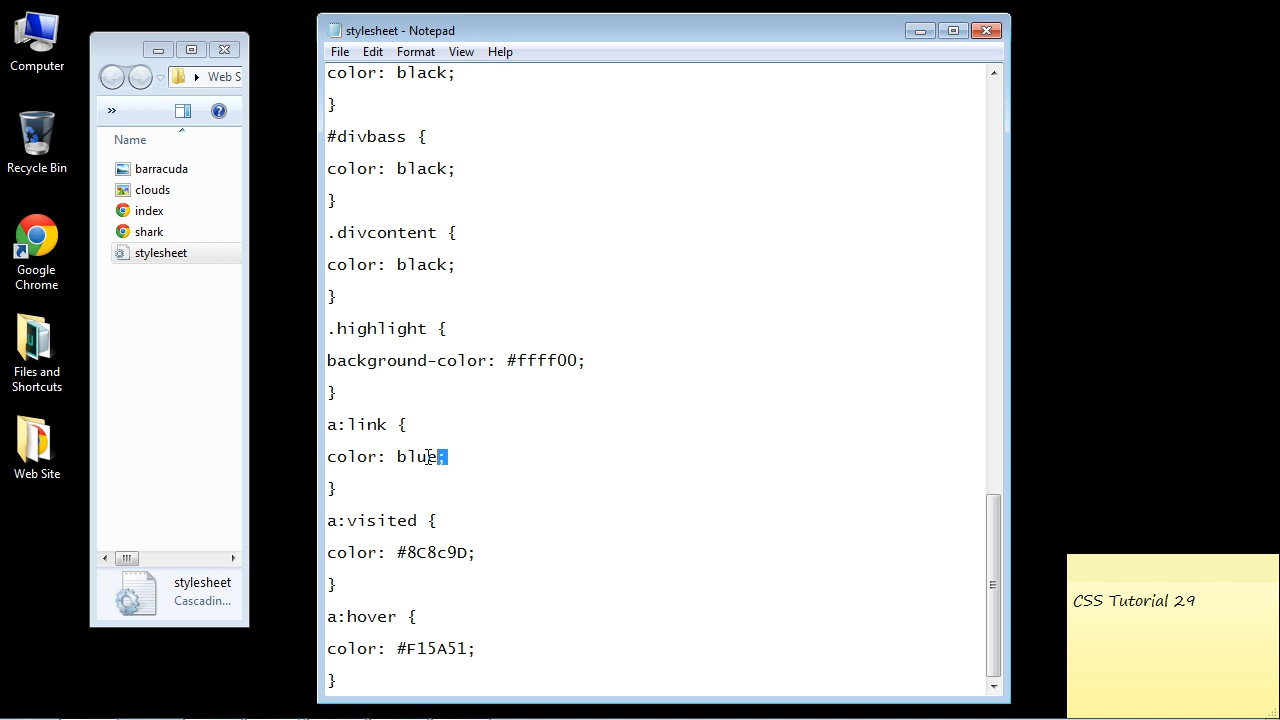 Computer
Recycle Bin
Google
Chrome
Files and
Shortcuts
Web Site
Web S
»
Name
barracuda
clouds
index
shark
stylesheet
stylesheet
Cascadin...
stylesheet - Notepad
File Edit Format View Help
color: black;
}
#divbass {
color: black;
}
.divcontent {
color: black;
}
.highlight {
background-color: #ffff00;
}
a:link {
color: blue;
}
a:visited {
color: #8C8c9D;
}
a:hover {
color: #F15A51;
}
CSS Tutorial 29